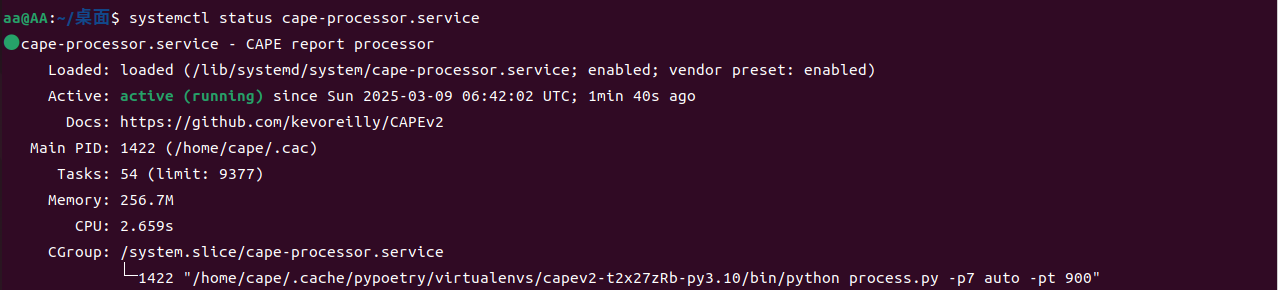 aa@AA:~/桌面$ systemctl status cape-processor.service
●cape-processor.service - CAPE report processor
Loaded: loaded (/lib/systemd/system/cape-processor.service; enabled; vendor preset: enabled)
Active: active (running) since Sun 2025-03-09 06:42:02 UTC; 1min 40s ago
Docs: https://github.com/kevoreilly/CAPEv2
Main PID: 1422 (/home/cape/.cac)
Tasks: 54 (limit: 9377)
Memory: 256.7M
CPU: 2.659s
CGroup: /system.slice/cape-processor.service
└─1422 "/home/cape/.cache/pypoetry/virtualenvs/capev2-t2x27zRb-py3.10/bin/python process.py -p7 auto -pt 900"